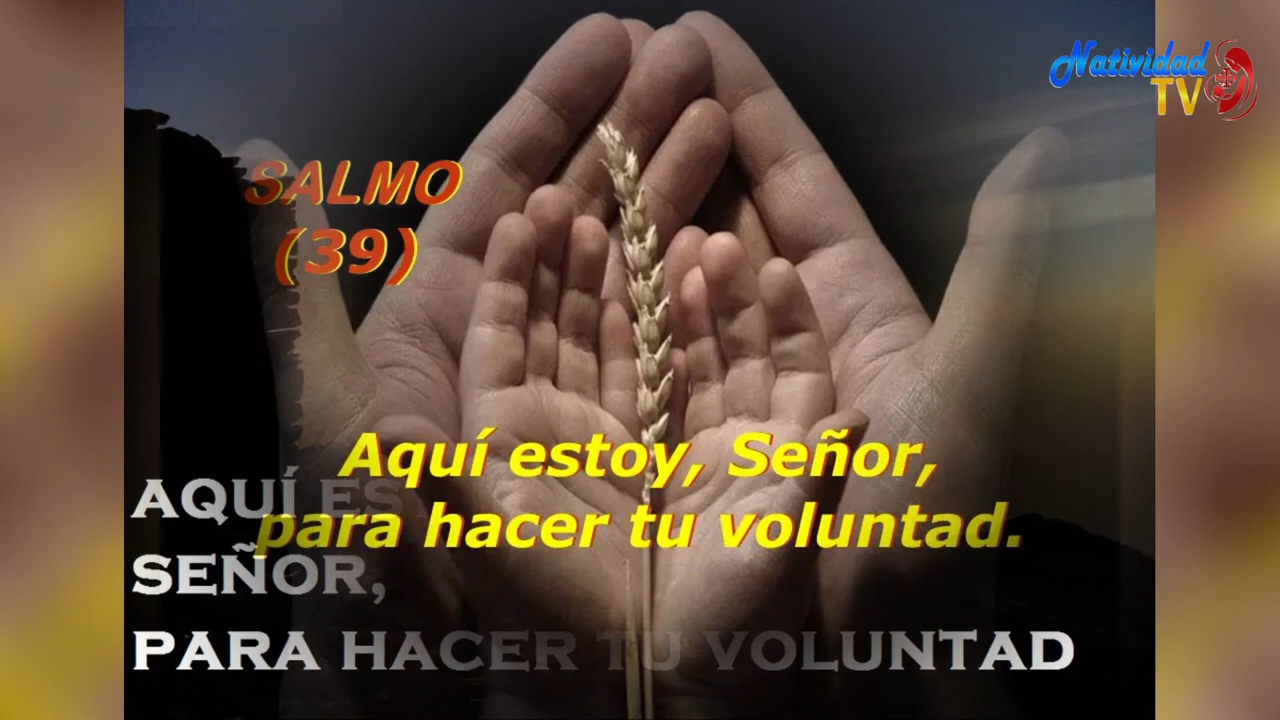 Natividad
TV
SALMO
(39)
Aquí estoy, Señor,
para hacer tu voluntad.
AQUÍ ES
SEÑOR,
PARA HACER TU VOLUNTAD